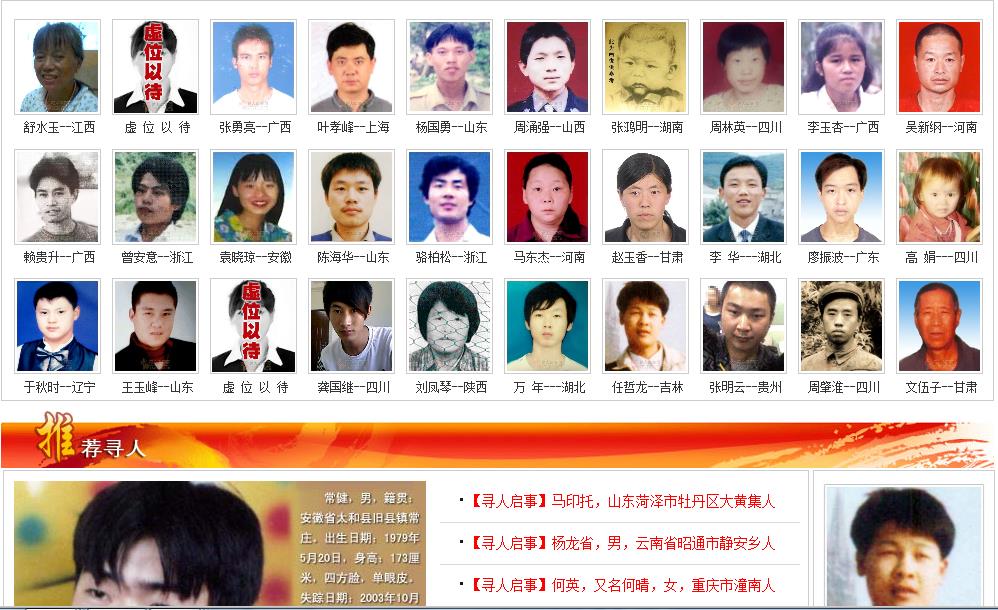 虚位以待
舒水玉--江西 虚 位 以 待 张勇亮--广西 叶孝峰--上海 杨国勇--山东 周涌强--山西 张鸿明--湖南 周林英--四川 李玉杏--广西 吴新纲--河南
赖贵升--广西 曾安意--浙江 袁晓琼--安徽 陈海华--山东 骆柏松--浙江 马东杰--河南 赵玉香--甘肃 李 华---湖北 廖振波--广东 高 娟---四川
虚位以待
于秋时--辽宁 王玉峰--山东 虚 位 以 待 龚国继--四川 刘凤琴--陕西 万 年---湖北 任哲龙--吉林 张明云--贵州 周肇淮--四川 文伍子--甘肃
推荐寻人
常健，男，籍贯：
安徽省太和县旧县镇常
庄。出生日期：1979年
5月20日，身高：173厘
米，四方脸，单眼皮。
失踪日期：2003年10月
·【寻人启事】马印托，山东菏泽市牡丹区大黄集人
·【寻人启事】杨龙省，男，云南省昭通市静安乡人
·【寻人启事】何英，又名何晴，女，重庆市潼南人